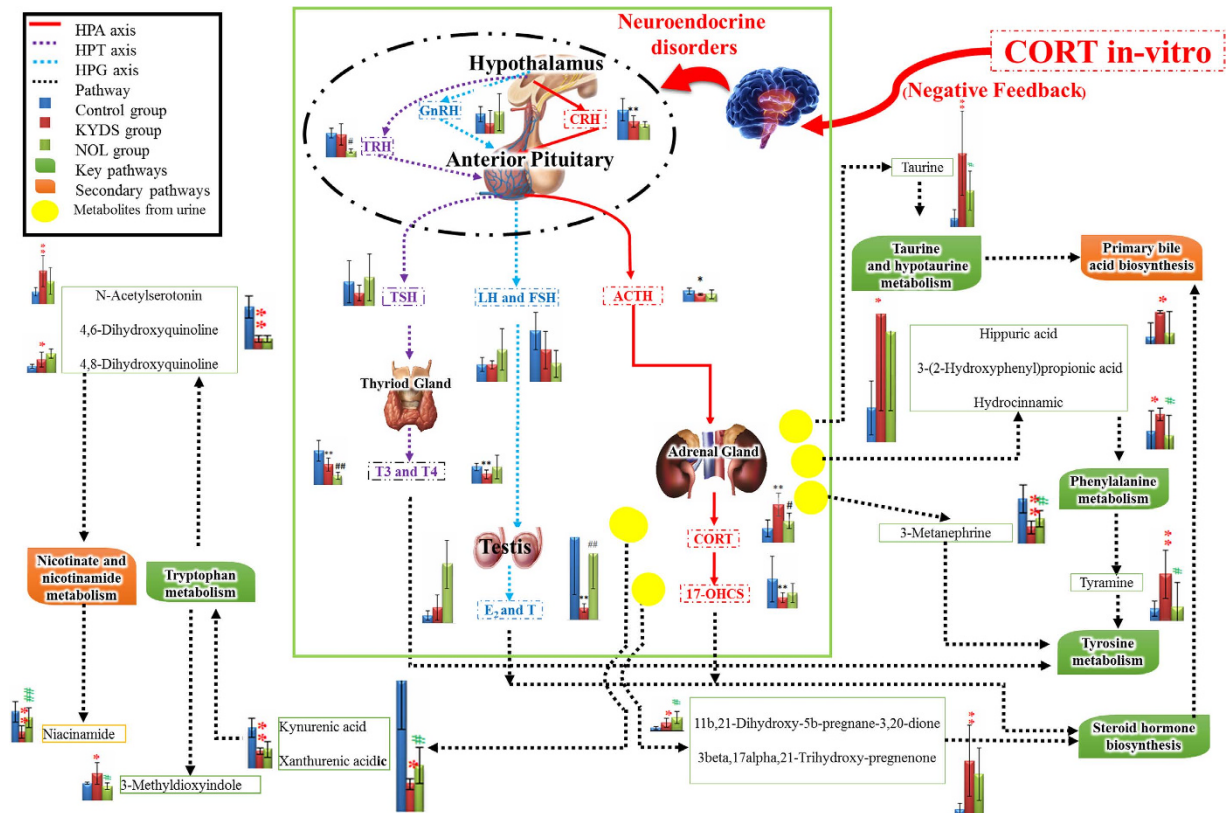 HPA axis
HPT axis
HPG axis
Pathway
Control group
KYDS group
NOL group
Key pathways
Secondary pathways
Metabolites from urine
Neuroendocrine
disorders
CORT in-vitro
(Negative Feedback)
Hypothalamus
GnRH
CRH
**
TRH
#
Anterior Pituitary
TSH
LH and FSH
ACTH
*
Thyriod Gland
T3 and T4
**
##
**
Testis
E2 and T
**
##
Adrenal Gland
CORT
**
#
17-OHCS
**
Taurine
**
#
Taurine
and hypotaurine
metabolism
Primary bile
acid biosynthesis
*
Hippuric acid
3-(2-Hydroxyphenyl)propionic acid
Hydrocinnamic
*
*
#
Phenylalanine
metabolism
3-Metanephrine
**
#
Tyramine
**
#
Tyrosine
metabolism
Steroid hormone
biosynthesis
11b,21-Dihydroxy-5b-pregnane-3,20-dione
3beta,17alpha,21-Trihydroxy-pregnenone
*
#
**
**
N-Acetylserotonin
4,6-Dihydroxyquinoline
4,8-Dihydroxyquinoline
*
**
Nicotinate and
nicotinamide
metabolism
Tryptophan
metabolism
**
##
Niacinamide
*
#
3-Methyldioxyindole
**
Kynurenic acid
Xanthurenic acidic
*
#